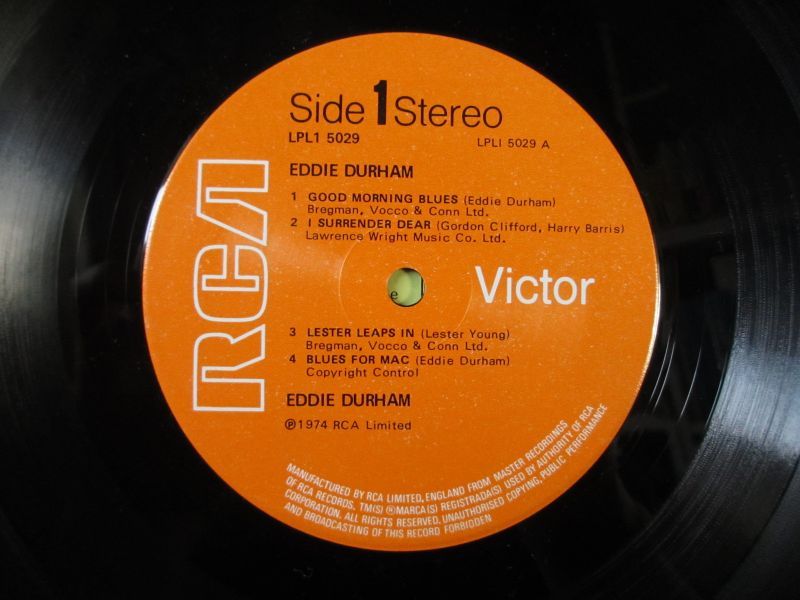 Side 1 Stereo
LPL1 5029
LPLI 5029 A
EDDIE DURHAM
1 GOOD MORNING BLUES (Eddie Durham)
Bregman, Vocco & Conn Ltd.
2 I SURRENDER DEAR (Gordon Clifford, Harry Barris)
Lawrence Wright Music Co. Ltd.
RCA
Victor
3 LESTER LEAPS IN (Lester Young)
Bregman, Vocco & Conn Ltd.
4 BLUES FOR MAC (Eddie Durham)
Copyright Control
EDDIE DURHAM
℗1974 RCA Limited
MANUFACTURED BY RCA LIMITED, ENGLAND FROM MASTER RECORDINGS
OF RCA RECORDS. TM(S) ® MARCA(S) REGISTRADA(S) USED BY AUTHORITY OF RCA
CORPORATION. ALL RIGHTS RESERVED. UNAUTHORISED COPYING, PUBLIC PERFORMANCE
AND BROADCASTING OF THIS RECORD FORBIDDEN